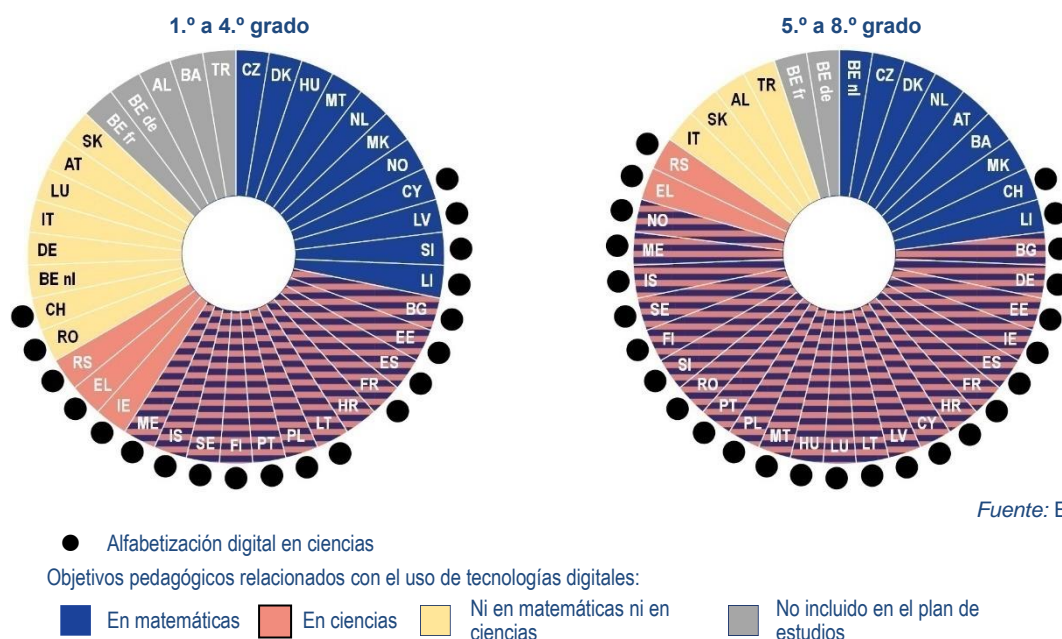 1.º a 4.º grado
TR
CZ
DK
HU
MT
NL
MK
NO
CY
LV
SI
LI
BG
EE
ES
FR
HR
LT
PL
PT
FI
SE
IS
ME
IE
EL
RS
RO
CH
BE nl
DE
IT
LU
AT
SK
BE fr
BE de
AL
BA
5.º a 8.º grado
BE nl
CZ
DK
NL
AT
BA
MK
CH
LI
BG
DE
EE
IE
ES
FR
HR
CY
LV
LT
LU
HU
MT
PL
PT
RO
SI
FI
SE
IS
ME
NO
EL
RS
IT
SK
AL
TR
BE fr
BE de
Fuente: E
Alfabetización digital en ciencias
Objetivos pedagógicos relacionados con el uso de tecnologías digitales:
En matemáticas
En ciencias
Ni en matemáticas ni en
ciencias
No incluido en el plan de
estudios